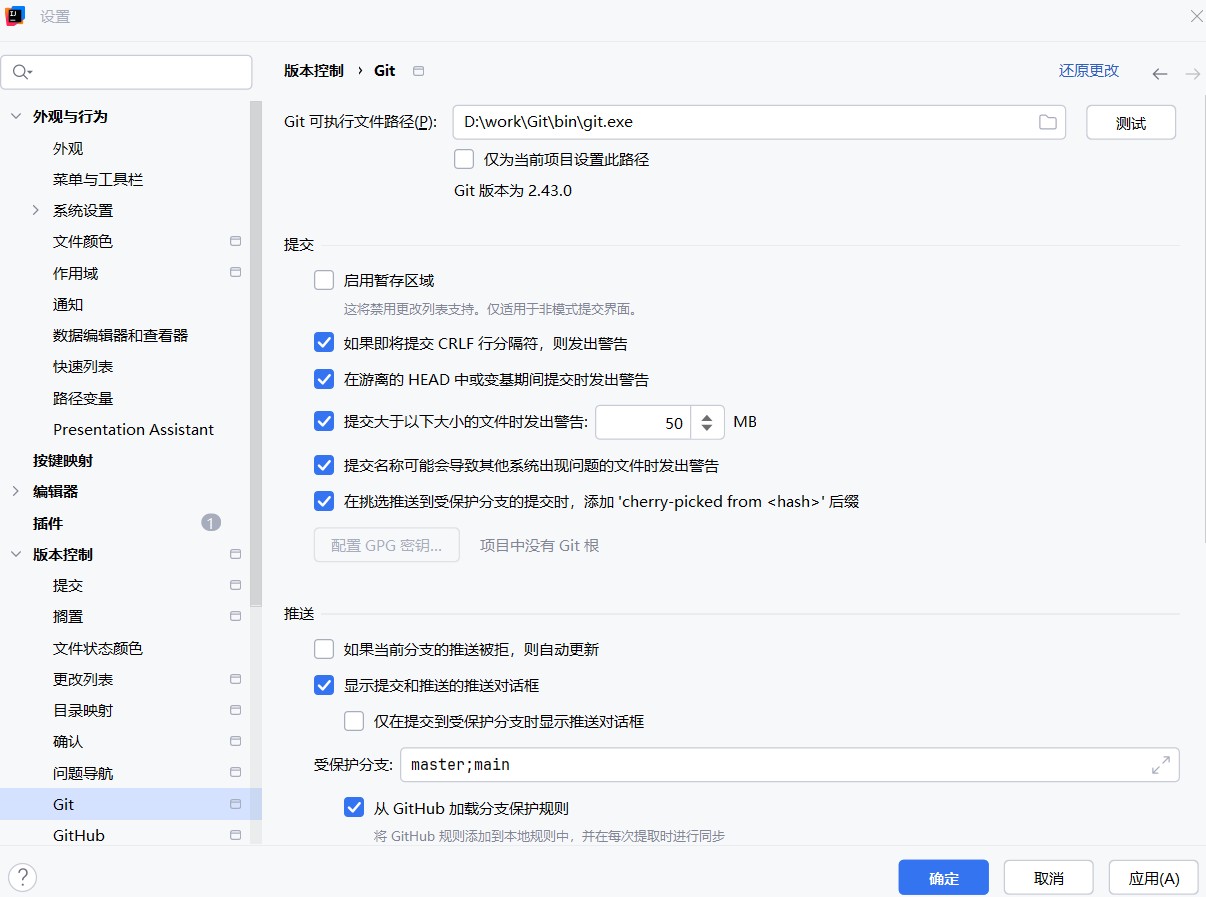 设置
版本控制 › Git
还原更改
外观与行为
外观
菜单与工具栏
系统设置
文件颜色
作用域
通知
数据编辑器和查看器
快速列表
路径变量
Presentation Assistant
按键映射
编辑器
插件 1
版本控制
提交
搁置
文件状态颜色
更改列表
目录映射
确认
问题导航
Git
GitHub
Git 可执行文件路径(P): D:\work\Git\bin\git.exe 测试
仅为当前项目设置此路径
Git 版本为 2.43.0
提交
启用暂存区域
这将禁用更改列表支持。仅适用于非模式提交界面。
如果即将提交 CRLF 行分隔符，则发出警告
在游离的 HEAD 中或变基期间提交时发出警告
提交大于以下大小的文件时发出警告: 50 MB
提交名称可能会导致其他系统出现问题的文件时发出警告
在挑选推送到受保护分支的提交时，添加 'cherry-picked from <hash>' 后缀
配置 GPG 密钥... 项目中没有 Git 根
推送
如果当前分支的推送被拒，则自动更新
显示提交和推送的推送对话框
仅在提交到受保护分支时显示推送对话框
受保护分支: master;main
从 GitHub 加载分支保护规则
将 GitHub 规则添加到本地规则中，并在每次提取时进行同步
? 确定 取消 应用(A)